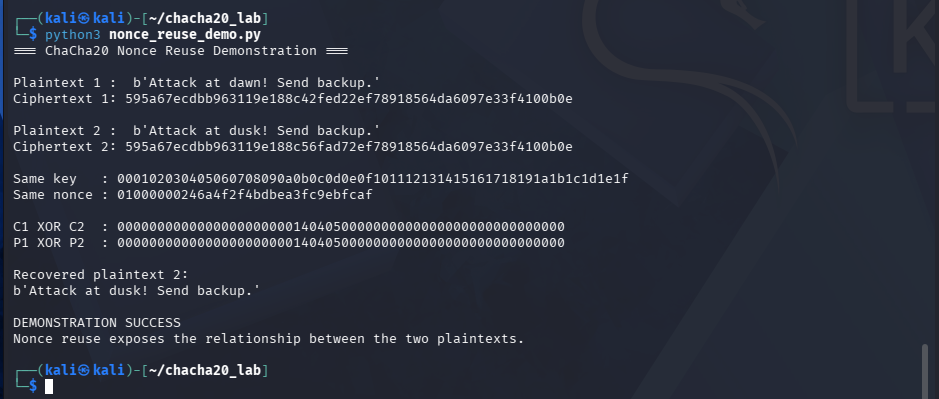 ┌──(kali㉿kali)-[~/chacha20_lab]
└─$ python3 nonce_reuse_demo.py
=== ChaCha20 Nonce Reuse Demonstration ===
Plaintext 1 :  b'Attack at dawn! Send backup.'
Ciphertext 1: 595a67ecdbb963119e188c42fed22ef78918564da6097e33f4100b0e
Plaintext 2 :  b'Attack at dusk! Send backup.'
Ciphertext 2: 595a67ecdbb963119e188c56fad72ef78918564da6097e33f4100b0e
Same key   : 000102030405060708090a0b0c0d0e0f101112131415161718191a1b1c1d1e1f
Same nonce : 01000000246a4f2f4bdbea3fc9ebfcaf
C1 XOR C2  : 00000000000000000000001404050000000000000000000000000000
P1 XOR P2  : 00000000000000000000001404050000000000000000000000000000
Recovered plaintext 2:
b'Attack at dusk! Send backup.'
DEMONSTRATION SUCCESS
Nonce reuse exposes the relationship between the two plaintexts.
┌──(kali㉿kali)-[~/chacha20_lab]
└─$